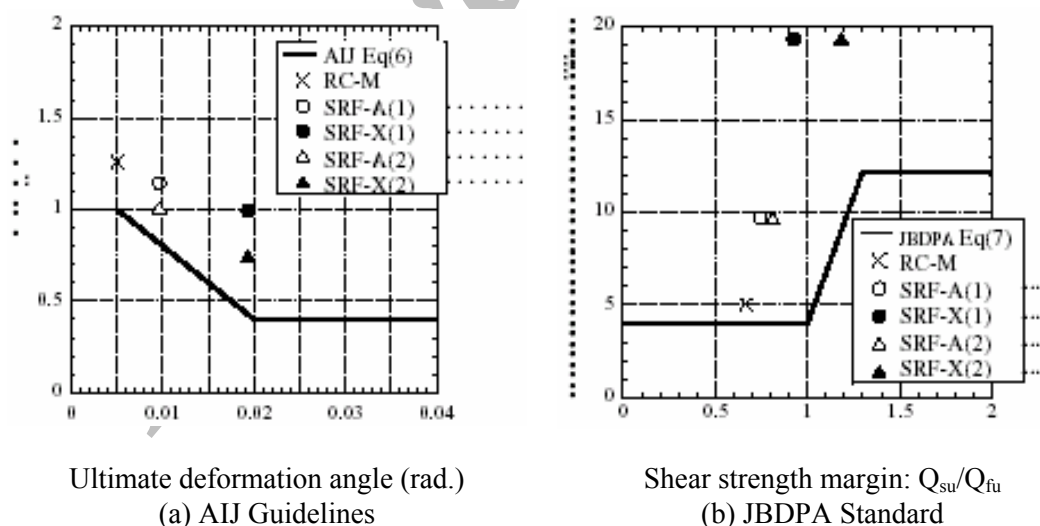 2
1.5
1
0.5
0
0
0.01
0.02
0.03
0.04
AIJ Eq(6)
RC-M
SRF-A(1)
SRF-X(1)
SRF-A(2)
SRF-X(2)
Ultimate deformation angle (rad.)
(a) AIJ Guidelines
20
15
10
5
0
0
0.5
1
1.5
2
JBDPA Eq(7)
RC-M
SRF-A(1)
SRF-X(1)
SRF-A(2)
SRF-X(2)
Shear strength margin: Qsu/Qfu
(b) JBDPA Standard